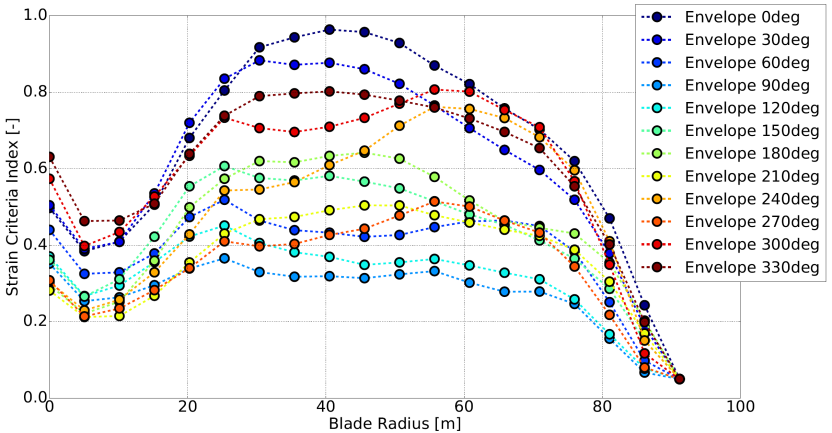 1.0
0.8
0.6
0.4
0.2
0.0
Strain Criteria Index [-]
0
20
40
60
80
100
Blade Radius [m]
Envelope 0deg
Envelope 30deg
Envelope 60deg
Envelope 90deg
Envelope 120deg
Envelope 150deg
Envelope 180deg
Envelope 210deg
Envelope 240deg
Envelope 270deg
Envelope 300deg
Envelope 330deg